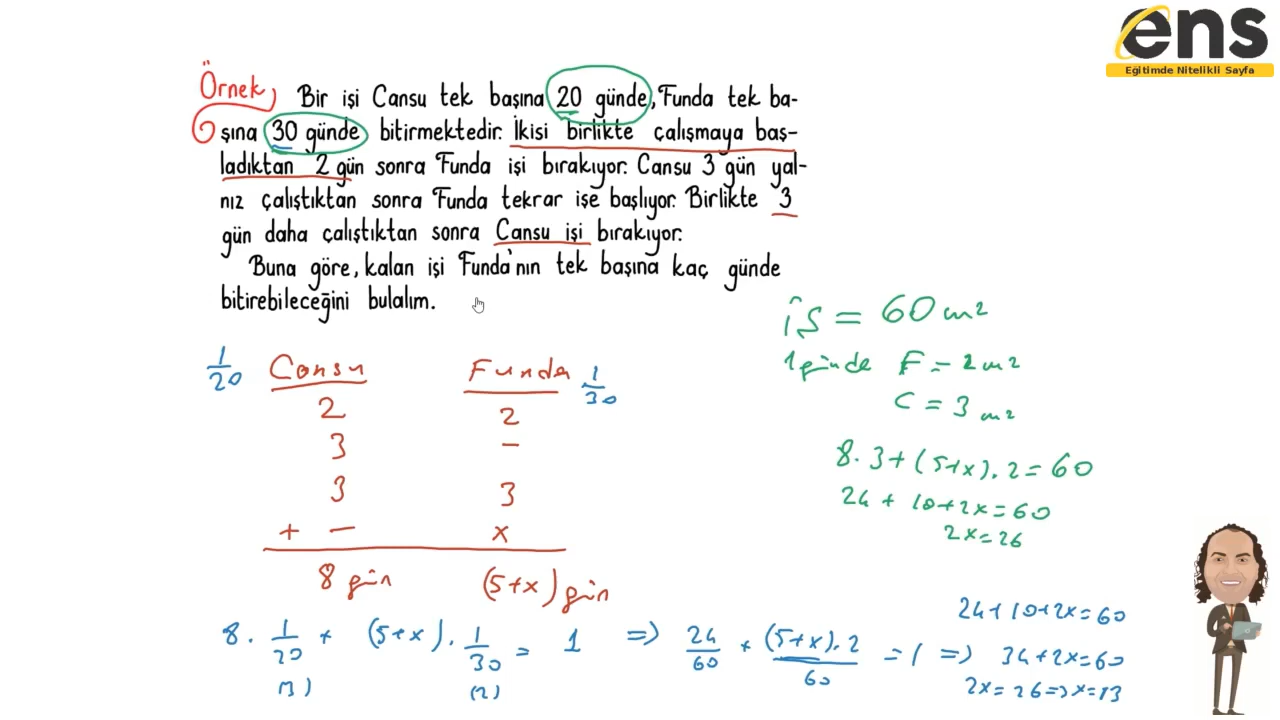 ens
Eğitimde Nitelikli Sayfa
Örnek
Bir işi Cansu tek başına 20 günde, Funda tek ba-
şına 30 günde bitirmektedir. İkisi birlikte çalışmaya baş-
ladıktan 2 gün sonra Funda işi bırakıyor. Cansu 3 gün yal-
nız çalıştıktan sonra Funda tekrar işe başlıyor. Birlikte 3
gün daha çalıştıktan sonra Cansu işi bırakıyor.
Buna göre, kalan işi Funda'nın tek başına kaç günde
bitirebileceğini bulalım.
1/20 Cansu Funda 1/30
2 2
3 –
3 3
+ – x
8 gün (5+x) gün
8 . 1/20 + (5+x) . 1/30 = 1 => 24/60 + (5+x).2/60 = 1 =>
(3) (2)
24+10+2x=60
34+2x=60
2x=26=>x=13
iş = 60 m²
1 günde F = 2 m²
C = 3 m²
8.3+(5+x).2=60
24+10+2x=60
2x=26